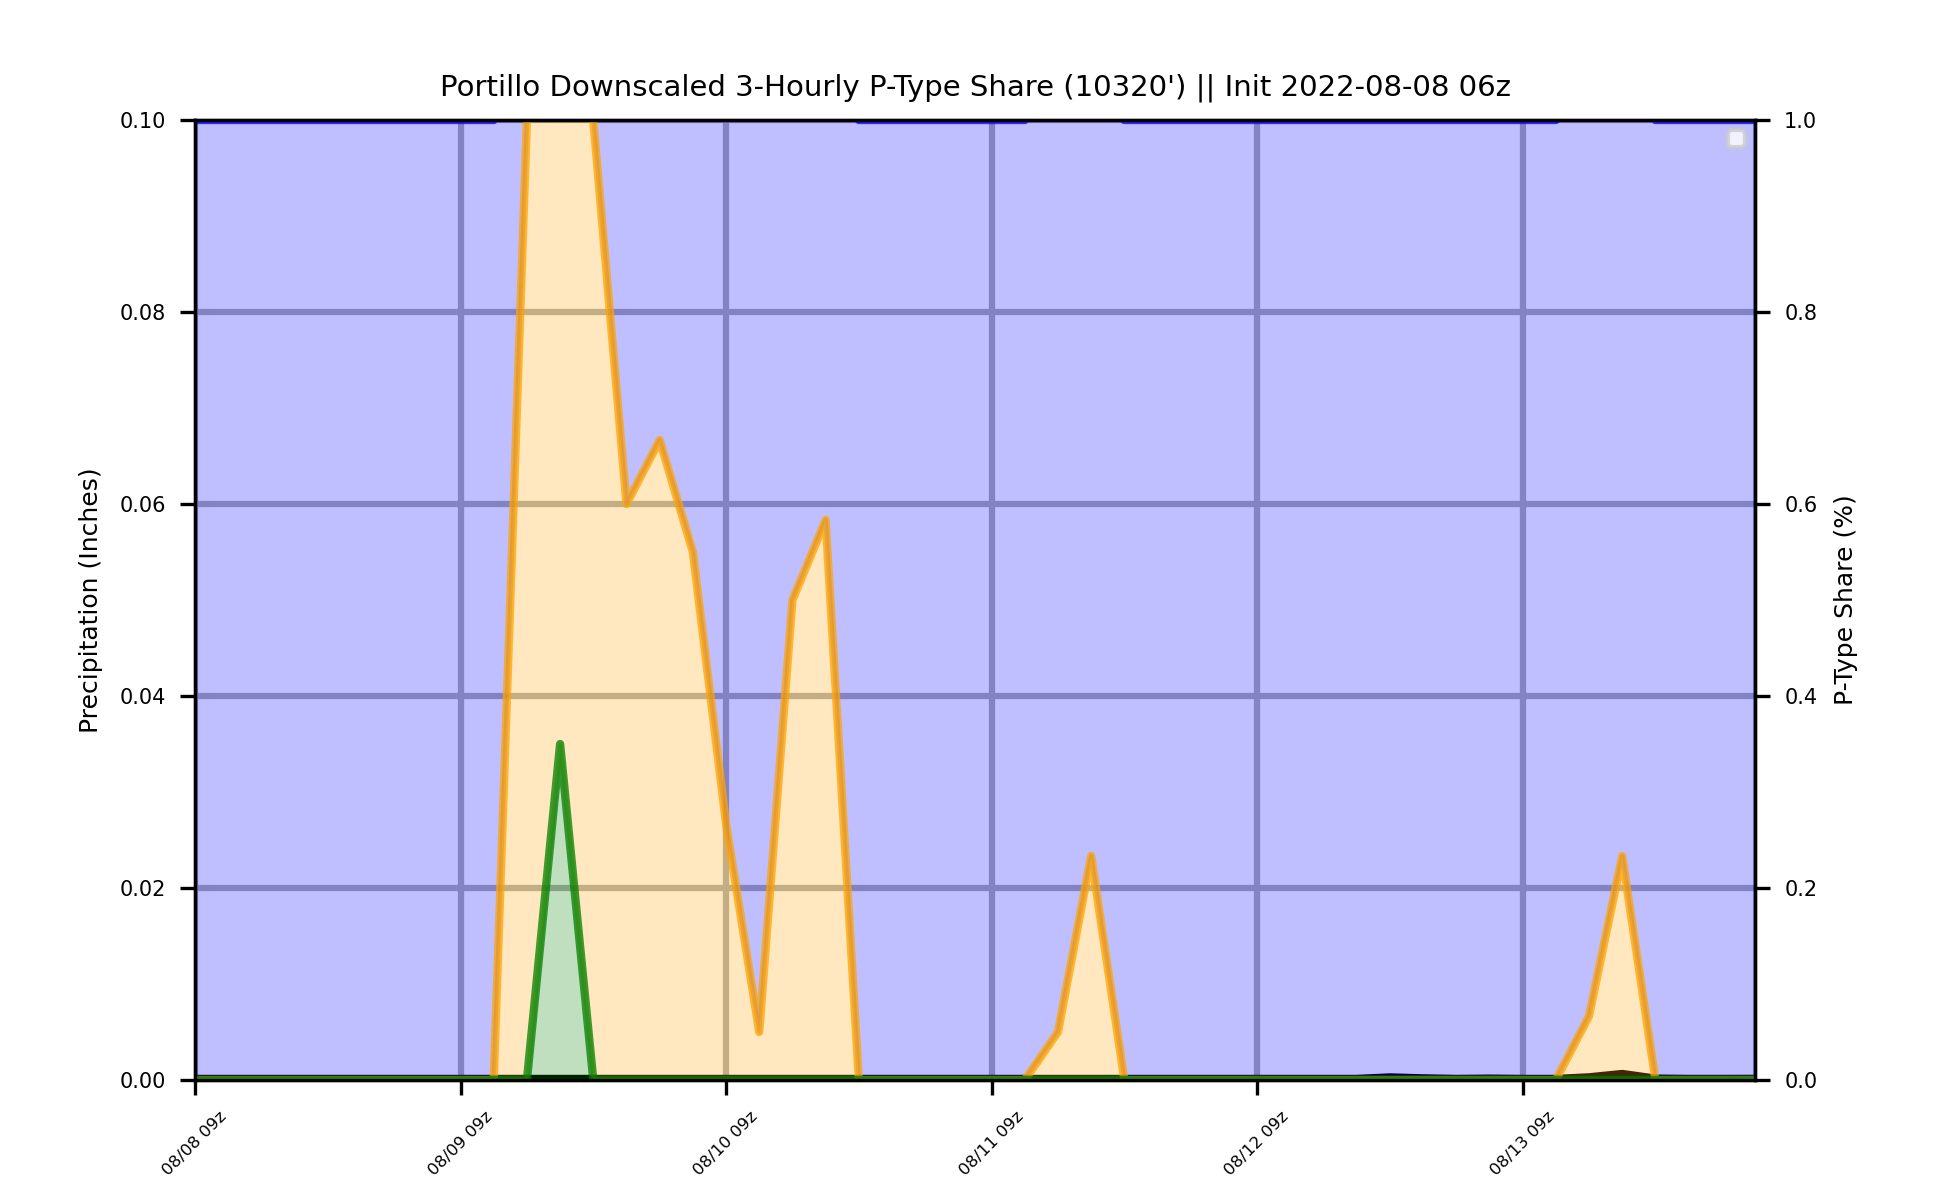 Portillo Downscaled 3-Hourly P-Type Share (10320') || Init 2022-08-08 06z
0.10
0.08
0.06
0.04
0.02
0.00
Precipitation (Inches)
1.0
0.8
0.6
0.4
0.2
0.0
P-Type Share (%)
08/08 09z
08/09 09z
08/10 09z
08/11 09z
08/12 09z
08/13 09z